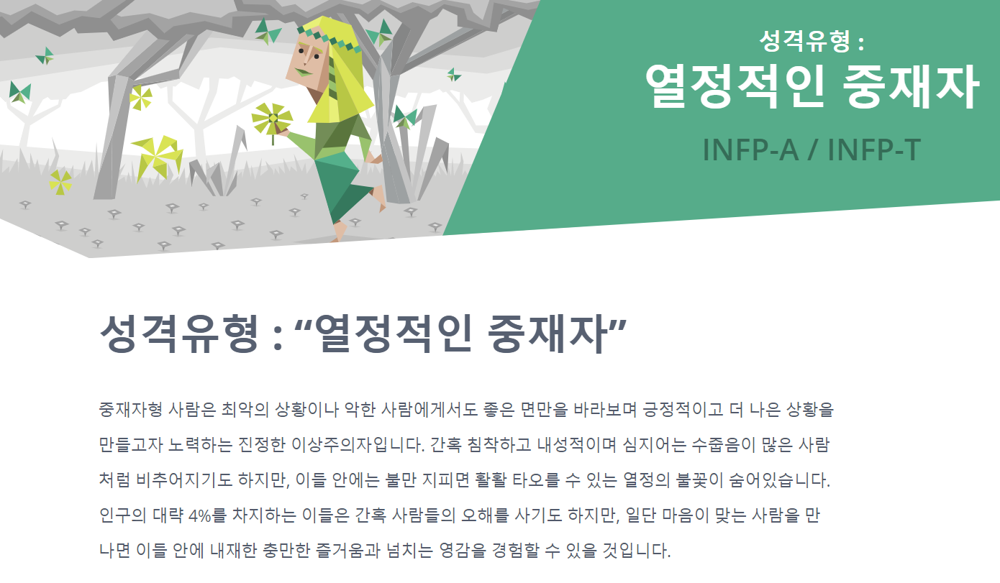 성격유형 :
열정적인 중재자
INFP-A / INFP-T
성격유형 : “열정적인 중재자”
중재자형 사람은 최악의 상황이나 악한 사람에게서도 좋은 면만을 바라보며 긍정적이고 더 나은 상황을
만들고자 노력하는 진정한 이상주의자입니다. 간혹 침착하고 내성적이며 심지어는 수줍음이 많은 사람
처럼 비추어지기도 하지만, 이들 안에는 불만 지피면 활활 타오를 수 있는 열정의 불꽃이 숨어있습니다.
인구의 대략 4%를 차지하는 이들은 간혹 사람들의 오해를 사기도 하지만, 일단 마음이 맞는 사람을 만
나면 이들 안에 내재한 충만한 즐거움과 넘치는 영감을 경험할 수 있을 것입니다.